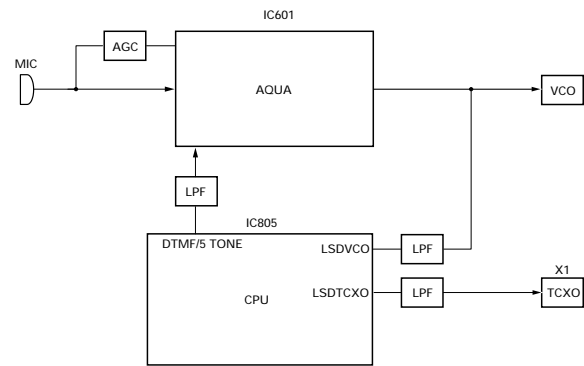 IC601
AGC
MIC
AQUA
VCO
LPF
IC805
DTMF/5 TONE
LSDVCO
LPF
X1
LSDTCXO
LPF
TCXO
CPU